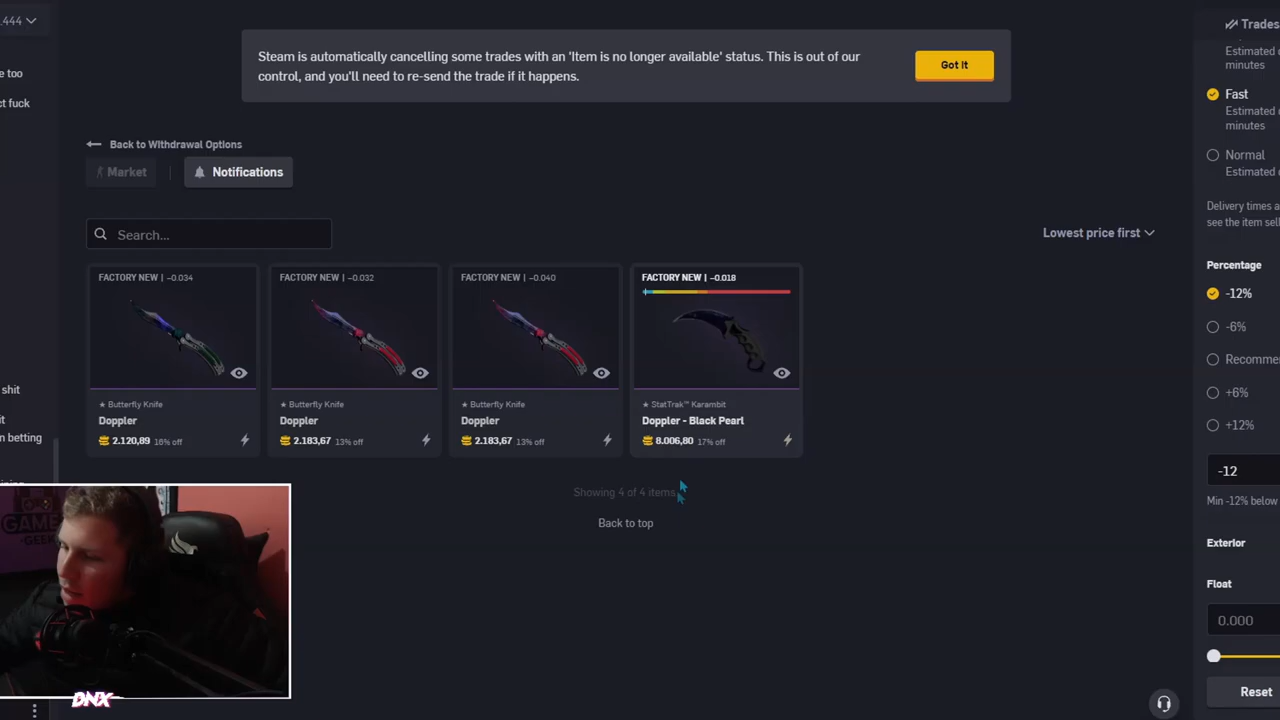 .444
e too
ct fuck
shit
it
n betting
Steam is automatically cancelling some trades with an 'Item is no longer available' status. This is out of our
control, and you'll need to re-send the trade if it happens.
Got it
Back to Withdrawal Options
Market
Notifications
Search...
Lowest price first
FACTORY NEW | ~0.034
★ Butterfly Knife
Doppler
2.120,89 16% off
FACTORY NEW | ~0.032
★ Butterfly Knife
Doppler
2.183,67 13% off
FACTORY NEW | ~0.040
★ Butterfly Knife
Doppler
2.183,67 13% off
FACTORY NEW | ~0.018
★ StatTrak™ Karambit
Doppler - Black Pearl
8.006,80 17% off
Showing 4 of 4 items
Back to top
Trades
Estimated
minutes
Fast
Estimated
minutes
Normal
Estimated
Delivery times a
see the item sell
Percentage
-12%
-6%
Recomme
+6%
+12%
-12
Min -12% below
Exterior
Float
0.000
Reset
GAME
GEEK
DNX